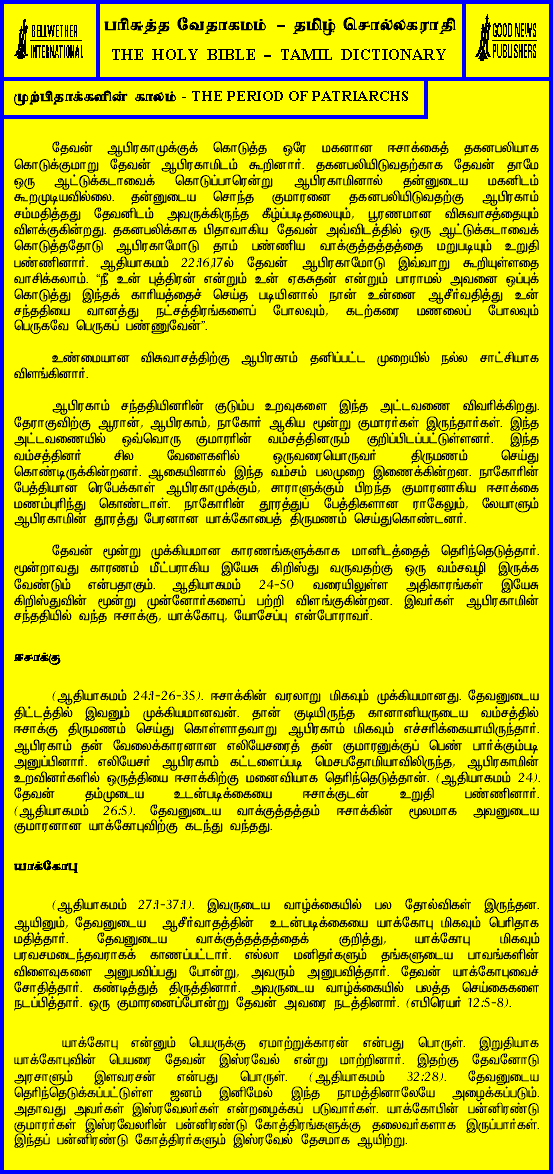 BELLWETHER
INTERNATIONAL
பரிசுத்த வேதாகமம் - தமிழ் சொல்லகராதி
THE HOLY BIBLE - TAMIL DICTIONARY
GOOD NEWS
PUBLISHERS
முற்பிதாக்களின் காலம் - THE PERIOD OF PATRIARCHS
தேவன் ஆபிரகாமுக்குக் கொடுத்த ஒரே மகனான ஈசாக்கைத் தகனபலியாக
கொடுக்குமாறு தேவன் ஆபிரகாமிடம் கூறினார். தகனபலியிடுவதற்காக தேவன் தாமே
ஒரு ஆட்டுக்கடாவைக் கொடுப்பாரென்று ஆபிரகாமினால் தன்னுடைய மகனிடம்
கூறமுடியவில்லை. தன்னுடைய சொந்த குமாரனை தகனபலியிடுவதற்கு ஆபிரகாம்
சம்மதித்தது தேவனிடம் அவருக்கிருந்த கீழ்ப்படிதலையும், பூரணமான விசுவாசத்தையும்
விளக்குகின்றது. தகனபலிக்காக பிதாவாகிய தேவன் அவ்விடத்தில் ஒரு ஆட்டுக்கடாவைக்
கொடுத்ததோடு ஆபிரகாமோடு தாம் பண்ணிய வாக்குத்தத்தத்தை மறுபடியும் உறுதி
பண்ணினார். ஆதியாகமம் 22:16,17ல் தேவன் ஆபிரகாமோடு இவ்வாறு கூறியுள்ளதை
வாசிக்கலாம். "நீ உன் புத்திரன் என்றும் உன் ஏகசுதன் என்றும் பாராமல் அவனை ஒப்புக்
கொடுத்து இந்தக் காரியத்தைச் செய்த படியினால் நான் உன்னை ஆசீர்வதித்து உன்
சந்ததியை வானத்து நட்சத்திரங்களைப் போலவும், கடற்கரை மணலைப் போலவும்
பெருகவே பெருகப் பண்ணுவேன்".
உண்மையான விசுவாசத்திற்கு ஆபிரகாம் தனிப்பட்ட முறையில் நல்ல சாட்சியாக
விளங்கினார்.
ஆபிரகாம் சந்ததியினரின் குடும்ப உறவுகளை இந்த அட்டவணை விவரிக்கிறது.
தேராகுவிற்கு ஆரான், ஆபிரகாம், நாகோர் ஆகிய மூன்று குமாரர்கள் இருந்தார்கள். இந்த
அட்டவணையில் ஒவ்வொரு குமாரரின் வம்சத்தினரும் குறிப்பிடப்பட்டுள்ளனர். இந்த
வம்சத்தினர் சில வேளைகளில் ஒருவரையொருவர் திருமணம் செய்து
கொண்டிருக்கின்றனர். ஆகையினால் இந்த வம்சம் பலமுறை இணைக்கின்றன. நாகோரின்
பேத்தியான ரெபேக்காள் ஆபிரகாமுக்கும், சாராளுக்கும் பிறந்த குமாரனாகிய ஈசாக்கை
மணம்புரிந்து கொண்டாள். நாகோரின் தூரத்துப் பேத்திகளான ராகேலும், லேயாளும்
ஆபிரகாமின் தூரத்து பேரனான யாக்கோபைத் திருமணம் செய்துகொண்டனர்.
தேவன் மூன்று முக்கியமான காரணங்களுக்காக மானிடத்தைத் தெரிந்தெடுத்தார்.
மூன்றாவது காரணம் மீட்பராகிய இயேசு கிறிஸ்து வருவதற்கு ஒரு வம்சவழி இருக்க
வேண்டும் என்பதாகும். ஆதியாகமம் 24-50 வரையிலுள்ள அதிகாரங்கள் இயேசு
கிறிஸ்துவின் மூன்று முன்னோர்களைப் பற்றி விளங்குகின்றன. இவர்கள் ஆபிரகாமின்
சந்ததியில் வந்த ஈசாக்கு, யாக்கோபு, யோசேப்பு என்போராவர்.
ஈசாக்கு
(ஆதியாகமம் 24:1-26-35). ஈசாக்கின் வரலாறு மிகவும் முக்கியமானது. தேவனுடைய
திட்டத்தில் இவனும் முக்கியமானவன். தான் குடியிருந்த கானானியருடைய வம்சத்தில்
ஈசாக்கு திருமணம் செய்து கொள்ளாதவாறு ஆபிரகாம் மிகவும் எச்சரிக்கையாயிருந்தார்.
ஆபிரகாம் தன் வேலைக்காரனான எலியேசரைத் தன் குமாரனுக்குப் பெண் பார்க்கும்படி
அனுப்பினார். எலியேசர் ஆபிரகாம் கட்டளைப்படி மெசபதோமியாவிலிருந்த, ஆபிரகாமின்
உறவினர்களில் ஒருத்தியை ஈசாக்கிற்கு மனைவியாக தெரிந்தெடுத்தான். (ஆதியாகமம் 24).
தேவன் தம்முடைய உடன்படிக்கையை ஈசாக்குடன் உறுதி பண்ணினார்.
(ஆதியாகமம் 26:5). தேவனுடைய வாக்குத்தத்தம் ஈசாக்கின் மூலமாக அவனுடைய
குமாரனான யாக்கோபுவிற்கு கடந்து வந்தது.
யாக்கோபு
(ஆதியாகமம் 27:1-37:1). இவருடைய வாழ்க்கையில் பல தோல்விகள் இருந்தன.
ஆயினும், தேவனுடைய ஆசீர்வாதத்தின் உடன்படிக்கையை யாக்கோபு மிகவும் பெரிதாக
மதித்தார். தேவனுடைய வாக்குத்தத்தத்தைக் குறித்து, யாக்கோபு மிகவும்
பரவசமடைந்தவராகக் காணப்பட்டார். எல்லா மனிதர்களும் தங்களுடைய பாவங்களின்
விளைவுகளை அனுபவிப்பது போன்று, அவரும் அனுபவித்தார். தேவன் யாக்கோபுவைச்
சோதித்தார். கண்டித்துத் திருத்தினார். அவருடைய வாழ்க்கையில் பலத்த செய்கைகளை
நடப்பித்தார். ஒரு குமாரனைப்போன்று தேவன் அவரை நடத்தினார். (எபிரெயர் 12:5-8).
யாக்கோபு என்னும் பெயருக்கு ஏமாற்றுக்காரன் என்பது பொருள். இறுதியாக
யாக்கோபுவின் பெயரை தேவன் இஸ்ரவேல் என்று மாற்றினார். இதற்கு தேவனோடு
அரசாளும் இளவரசன் என்பது பொருள். (ஆதியாகமம் 32:28). தேவனுடைய
தெரிந்தெடுக்கப்பட்டுள்ள ஜனம் இனிமேல் இந்த நாமத்தினாலேயே அழைக்கப்படும்.
அதாவது அவர்கள் இஸ்ரவேலர்கள் என்றழைக்கப் படுவார்கள். யாக்கோபின் பன்னிரண்டு
குமாரர்கள் இஸ்ரவேலரின் பன்னிரண்டு கோத்திரங்களுக்கு தலைவர்களாக இருப்பார்கள்.
இந்தப் பன்னிரண்டு கோத்திரர்களும் இஸ்ரவேல் தேசமாக ஆயிற்று.